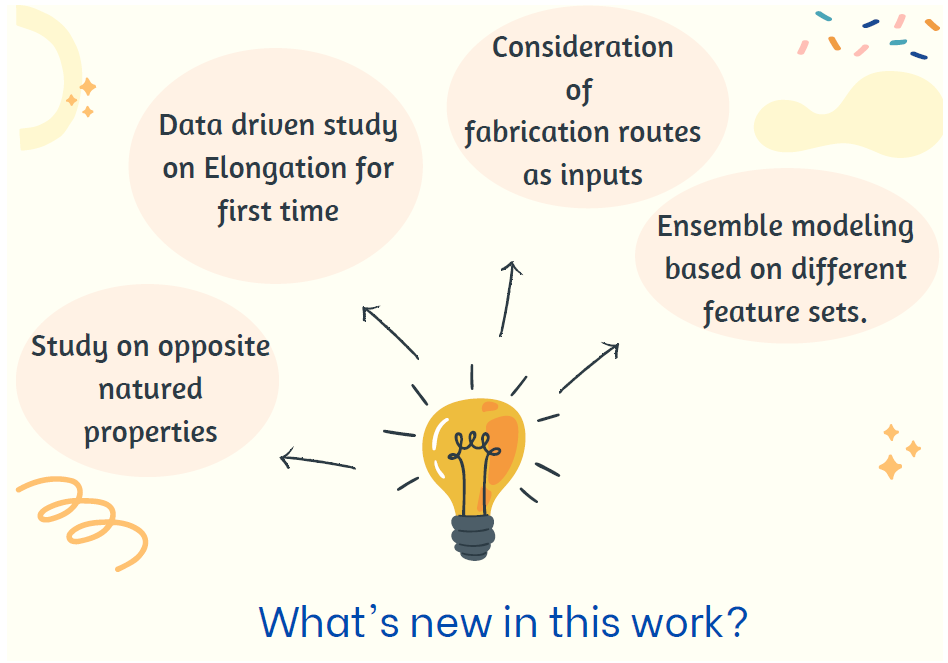 Consideration
of
fabrication routes
as inputs
Data driven study
on Elongation for
first time
Ensemble modeling
based on different
feature sets.
Study on opposite
natured
properties
What's new in this work?